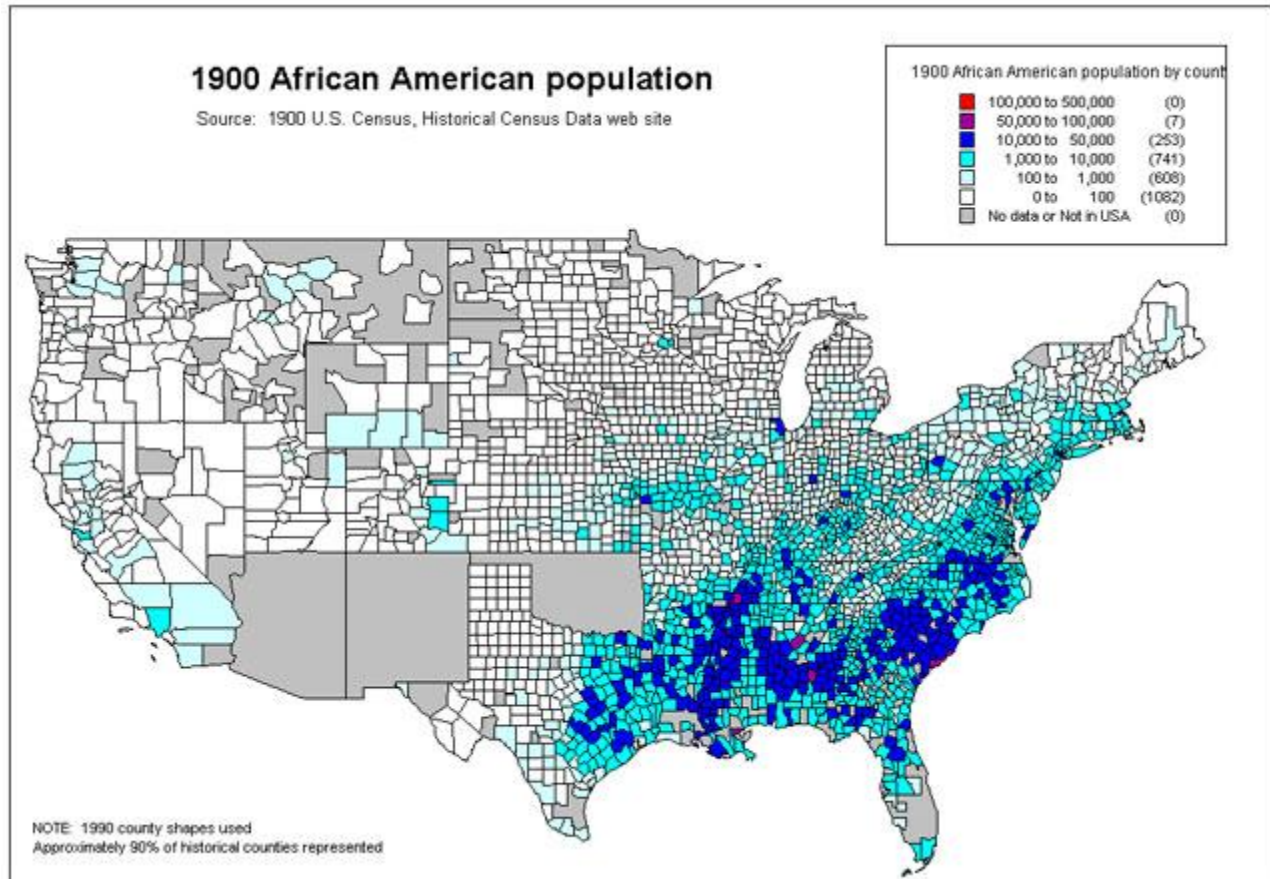 1900 African American population
Source: 1900 U.S. Census, Historical Census Data web site
1900 African American population by count
100,000 to 500,000 (0)
50,000 to 100,000 (7)
10,000 to 50,000 (253)
1,000 to 10,000 (741)
100 to 1,000 (608)
0 to 100 (1082)
No data or Not in USA (0)
NOTE: 1990 county shapes used
Approximately 90% of historical counties represented